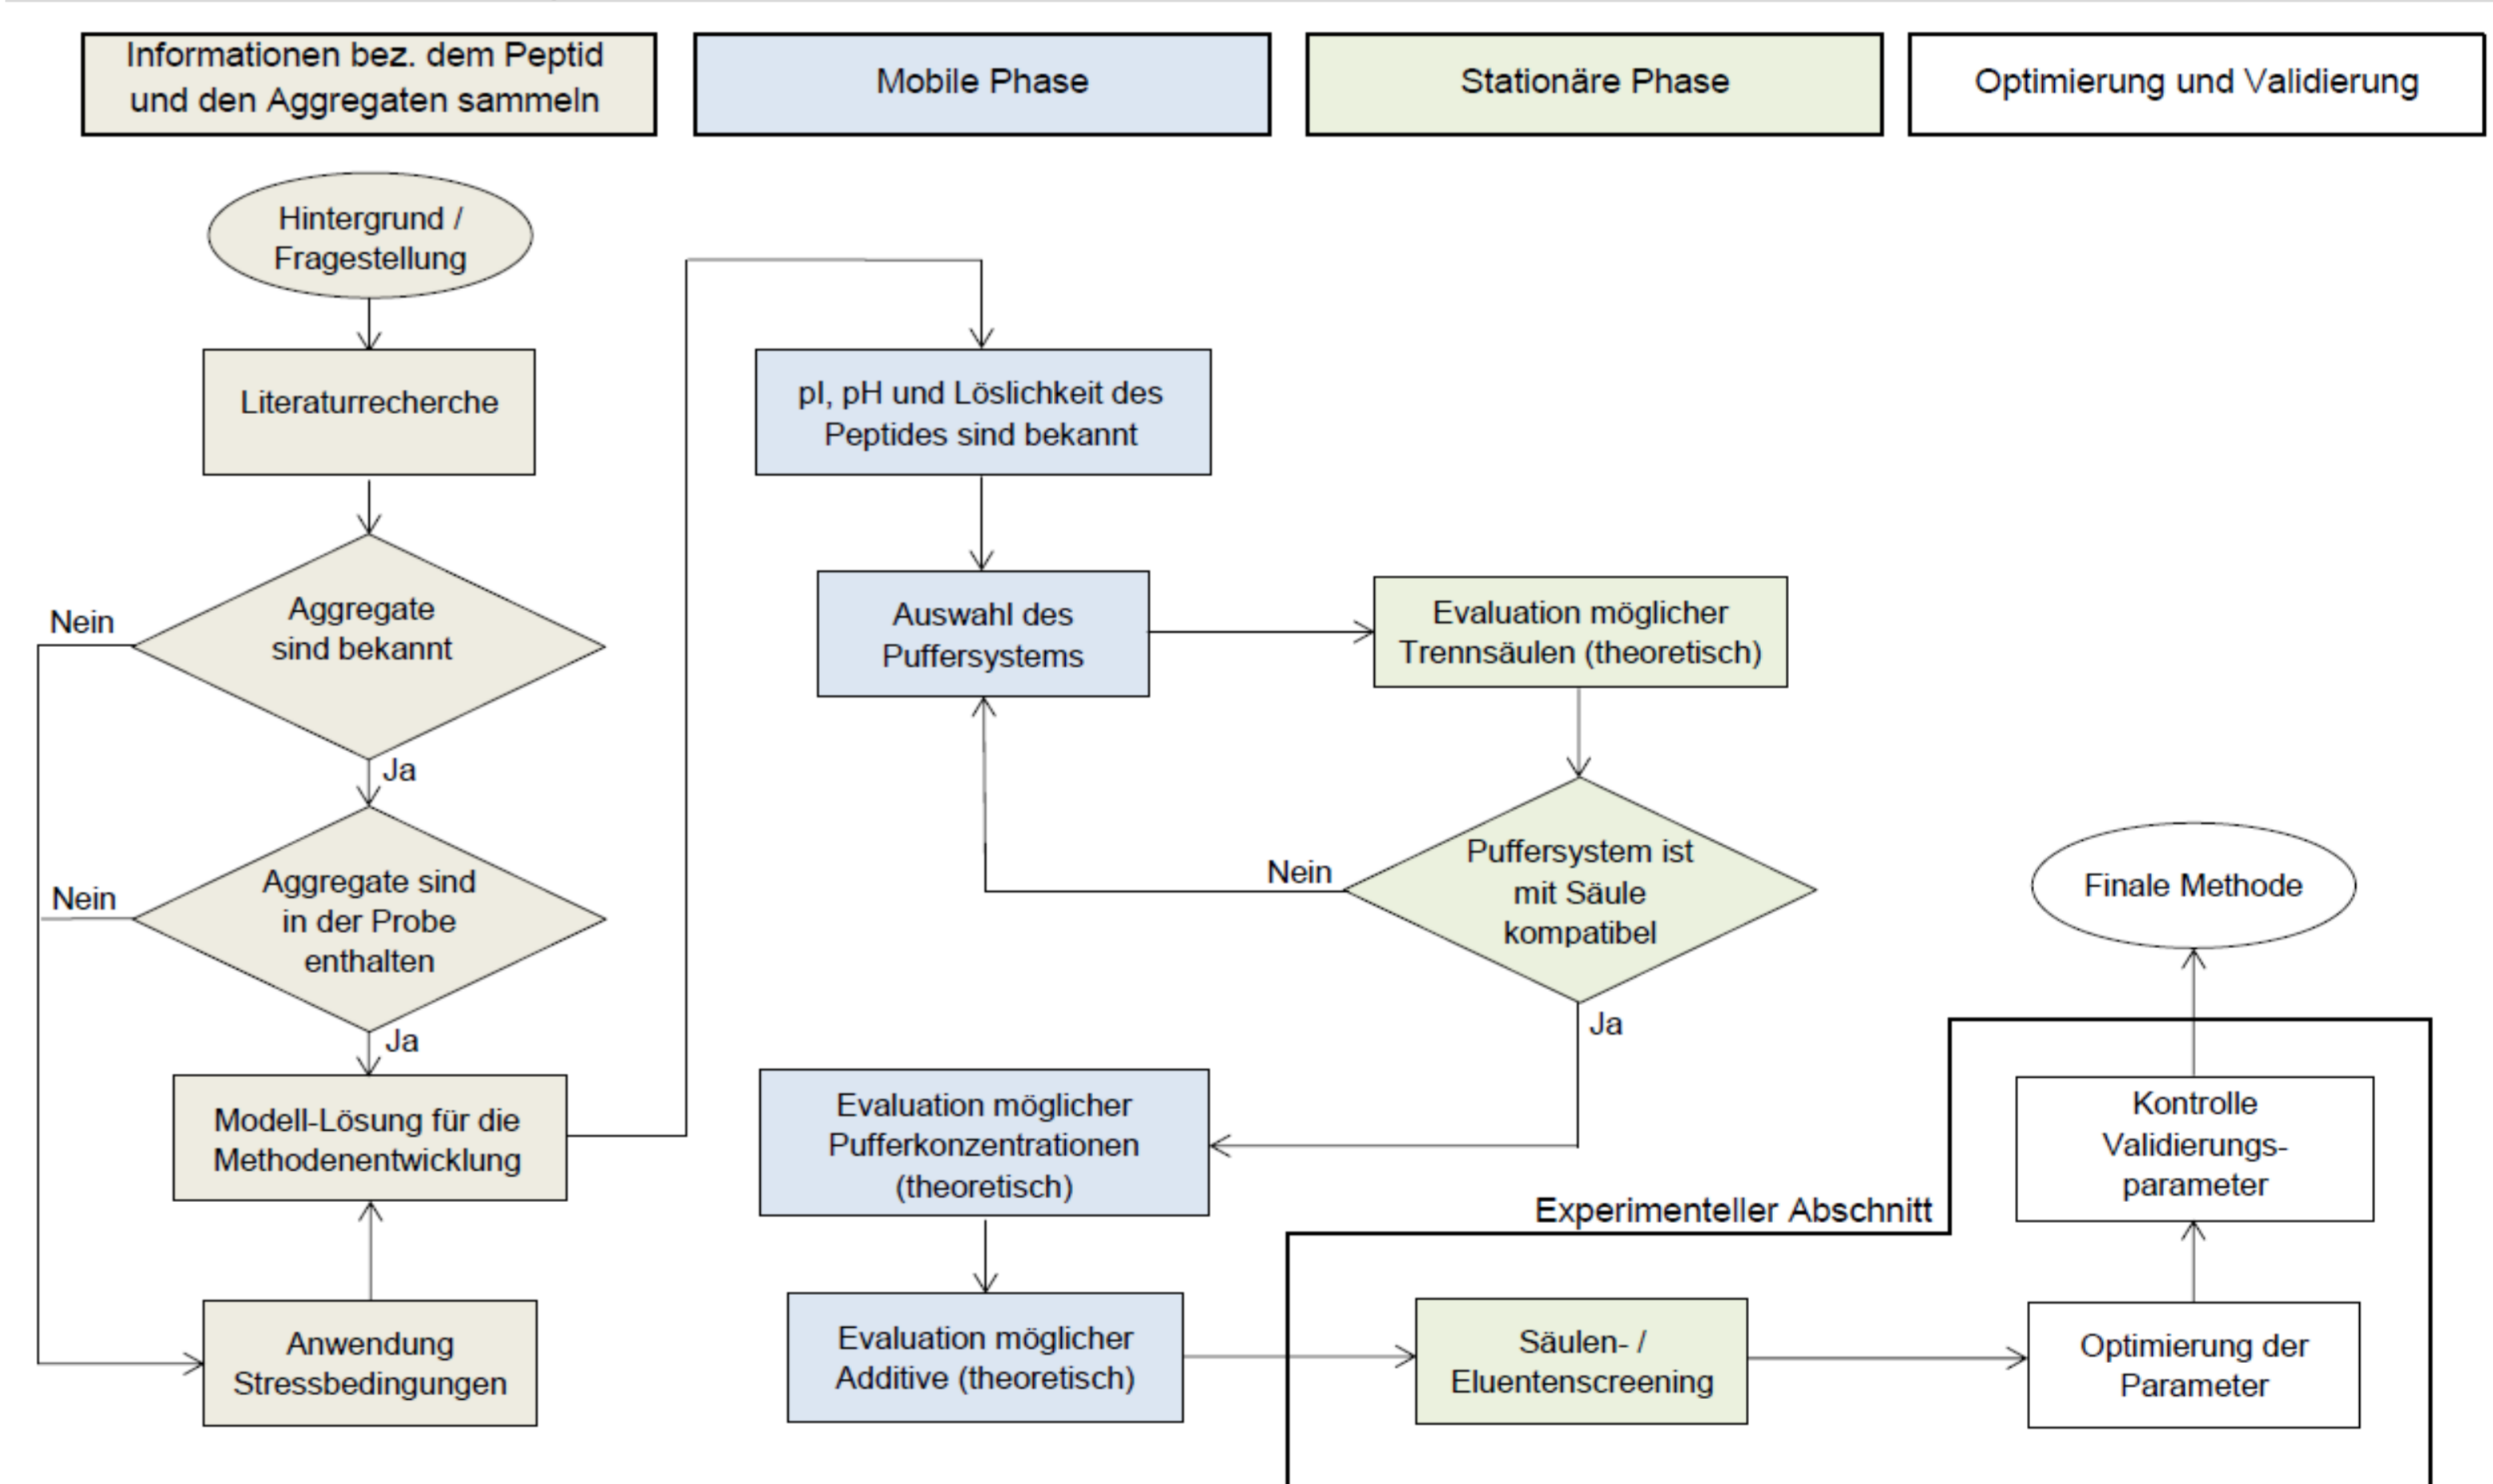 Informationen bez. dem Peptid
und den Aggregaten sammeln
Mobile Phase
Stationäre Phase
Optimierung und Validierung
Hintergrund /
Fragestellung
Literaturrecherche
Aggregate
sind bekannt
Nein
Ja
Aggregate sind
in der Probe
enthalten
Nein
Ja
Modell-Lösung für die
Methodenentwicklung
Anwendung
Stressbedingungen
pI, pH und Löslichkeit des
Peptides sind bekannt
Auswahl des
Puffersystems
Evaluation möglicher
Trennsäulen (theoretisch)
Puffersystem ist
mit Säule
kompatibel
Nein
Ja
Evaluation möglicher
Pufferkonzentrationen
(theoretisch)
Evaluation möglicher
Additive (theoretisch)
Experimenteller Abschnitt
Säulen- /
Eluentenscreening
Optimierung der
Parameter
Kontrolle
Validierungs-
parameter
Finale Methode